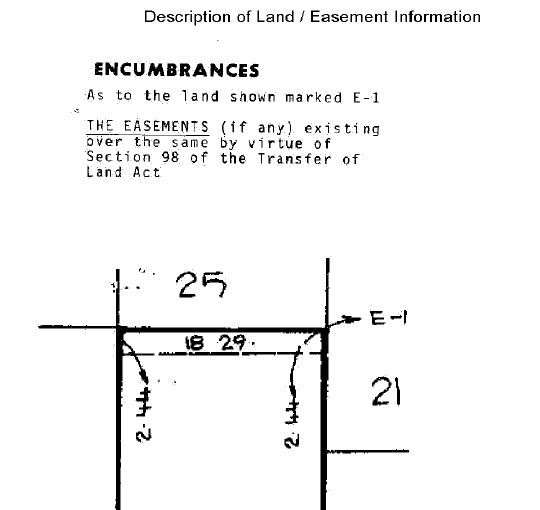 Description of Land / Easement Information
ENCUMBRANCES
As to the land shown marked E-1
THE EASEMENTS (if any) existing
over the same by virtue of
Section 98 of the Transfer of
Land Act
25
E-1
18 29
2.44
2.44
21